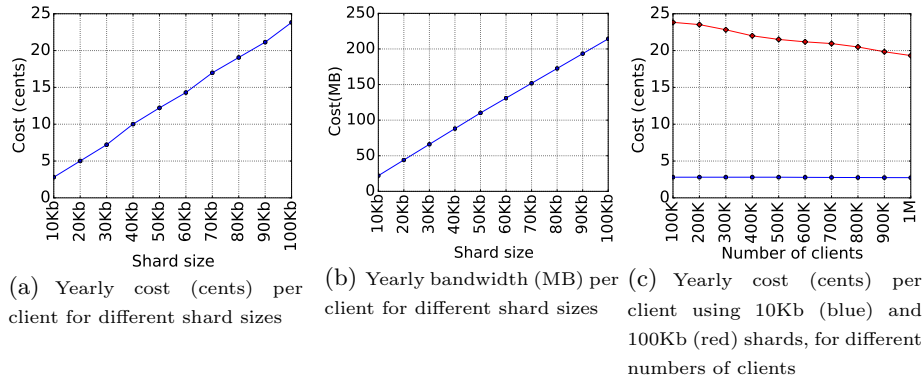 (a)
25
20
15
10
5
0
Cost (cents)
10Kb
20Kb
30Kb
40Kb
50Kb
60Kb
70Kb
80Kb
90Kb
100Kb
Shard size
(a) Yearly cost (cents) per
client for different shard sizes
(b)
250
200
150
100
50
0
Cost(MB)
10Kb
20Kb
30Kb
40Kb
50Kb
60Kb
70Kb
80Kb
90Kb
100Kb
Shard size
(b) Yearly bandwidth (MB) per
client for different shard sizes
(c)
25
20
15
10
5
0
Cost (cents)
100K
200K
300K
400K
500K
600K
700K
800K
900K
1M
Number of clients
(c) Yearly cost (cents) per
client using 10Kb (blue) and
100Kb (red) shards, for different
numbers of clients